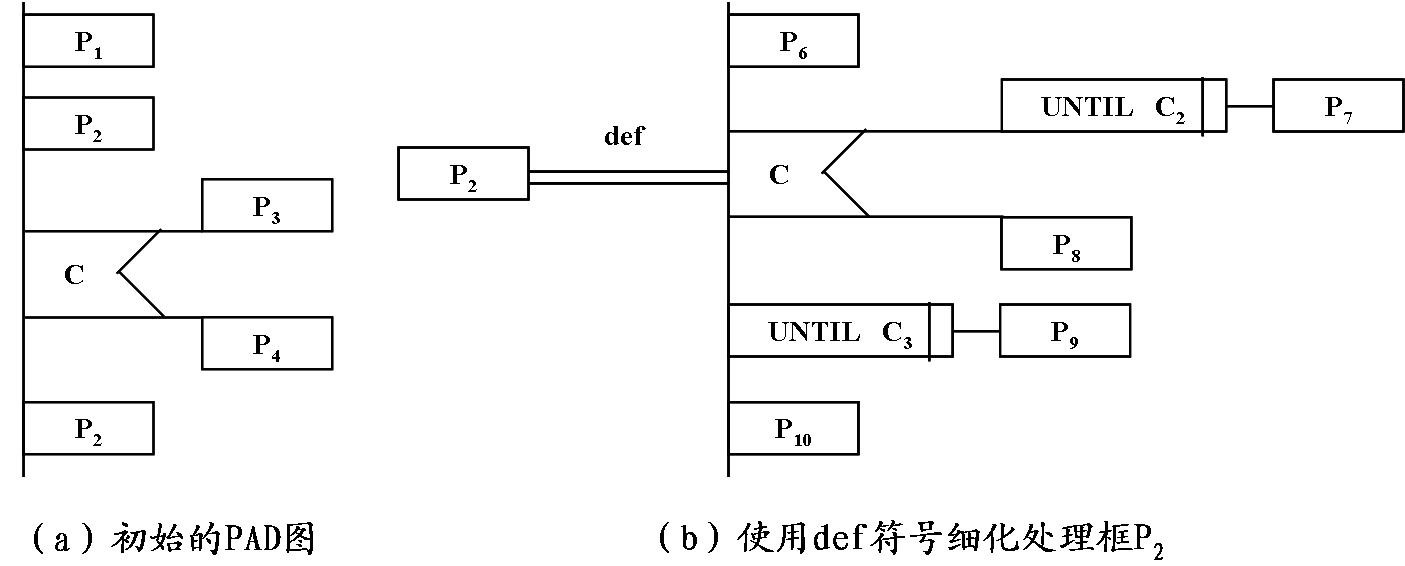 P₁
P₂
P₃
C
P₄
P₂
(a)初始的PAD图
P₂
def
P₆
UNTIL C₂
P₇
C
P₈
UNTIL C₃
P₉
P₁₀
(b)使用def符号细化处理框P₂